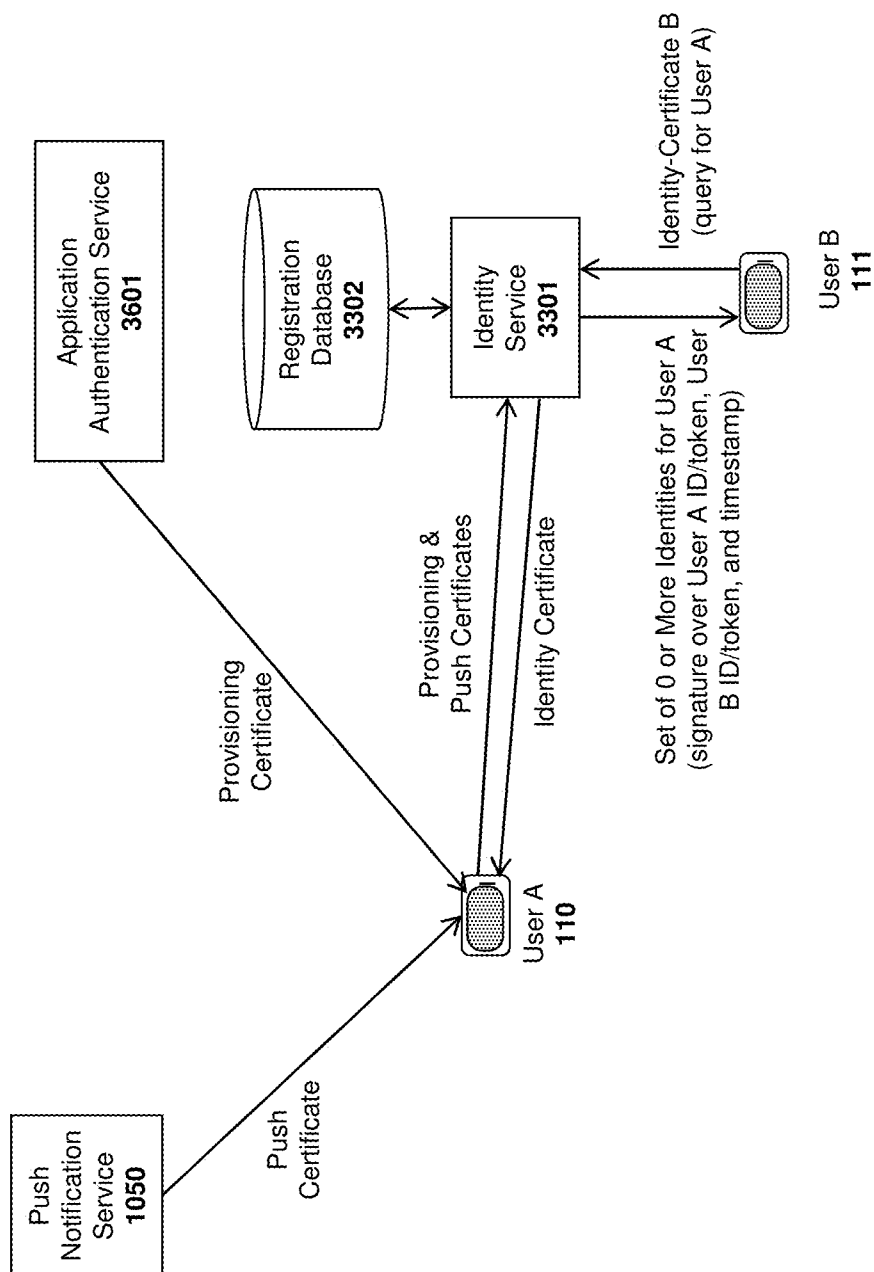 Push
Notification
Service
1050
Push
Certificate
Application
Authentication Service
3601
Provisioning
Certificate
Registration
Database
3302
Identity
Service
3301
Provisioning &
Push Certificates
Identity Certificate
User A
110
Set of 0 or More Identities for User A
(signature over User A ID/token, User
B ID/token, and timestamp)
Identity-Certificate B
(query for User A)
User B
111